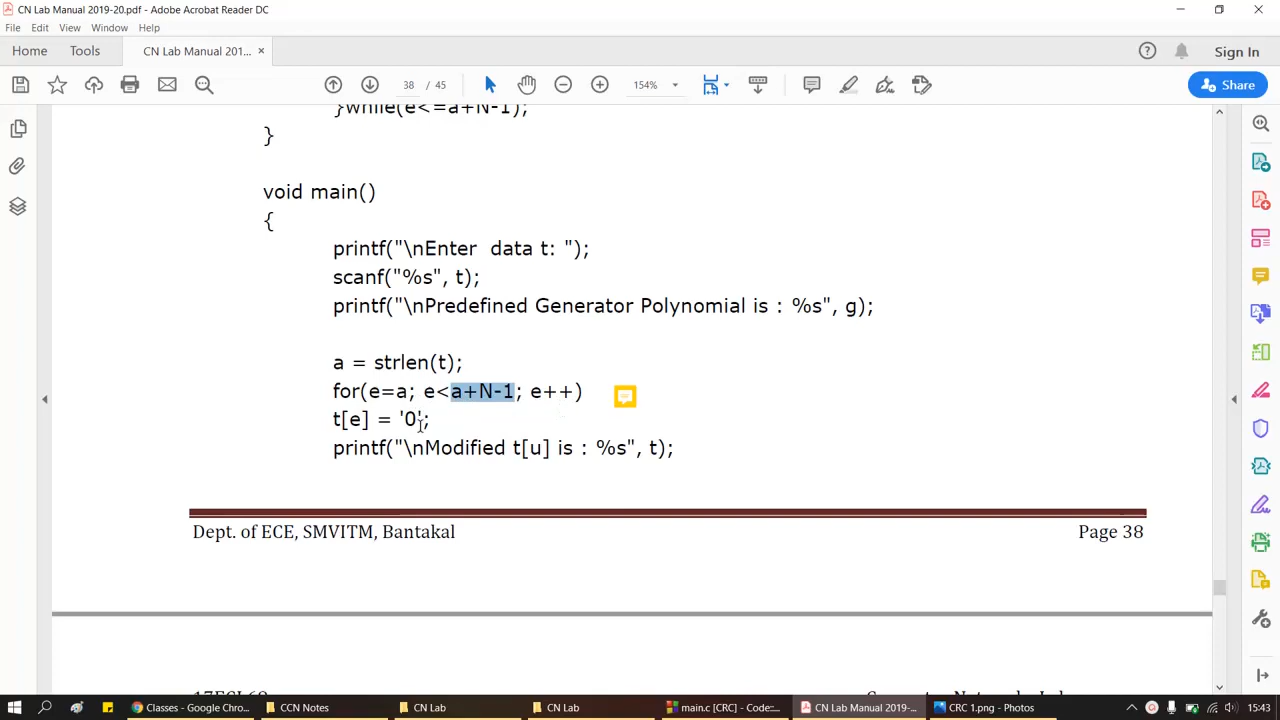 CN Lab Manual 2019-20.pdf - Adobe Acrobat Reader DC
File Edit View Window Help
Home Tools CN Lab Manual 201... × Sign In
38 / 45 154% Share
}while(e<=a+N-1);
}
void main()
{
printf("\nEnter data t: ");
scanf("%s", t);
printf("\nPredefined Generator Polynomial is : %s", g);
a = strlen(t);
for(e=a; e<a+N-1; e++)
t[e] = '0';
printf("\nModified t[u] is : %s", t);
Dept. of ECE, SMVITM, Bantakal Page 38
Classes - Google Chro... CCN Notes CN Lab CN Lab main.c [CRC] - Code::... CN Lab Manual 2019-... CRC 1.png - Photos 15:43